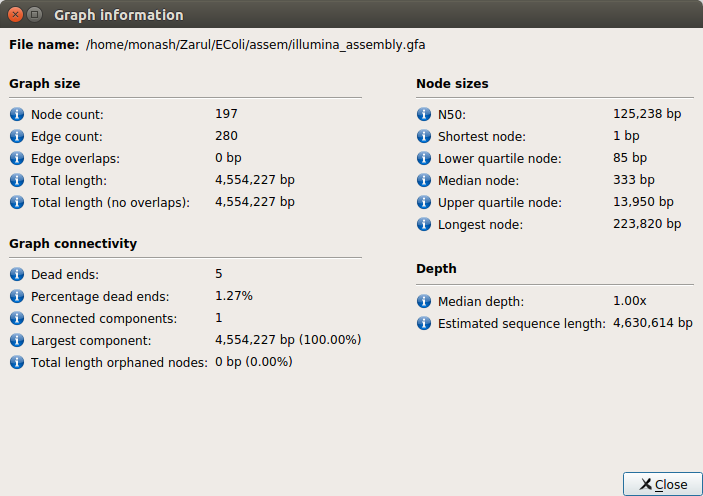 Graph information
File name: /home/monash/Zarul/EColi/assem/illumina_assembly.gfa
Graph size
Node count: 197
Edge count: 280
Edge overlaps: 0 bp
Total length: 4,554,227 bp
Total length (no overlaps): 4,554,227 bp
Graph connectivity
Dead ends: 5
Percentage dead ends: 1.27%
Connected components: 1
Largest component: 4,554,227 bp (100.00%)
Total length orphaned nodes: 0 bp (0.00%)
Node sizes
N50: 125,238 bp
Shortest node: 1 bp
Lower quartile node: 85 bp
Median node: 333 bp
Upper quartile node: 13,950 bp
Longest node: 223,820 bp
Depth
Median depth: 1.00x
Estimated sequence length: 4,630,614 bp
Close